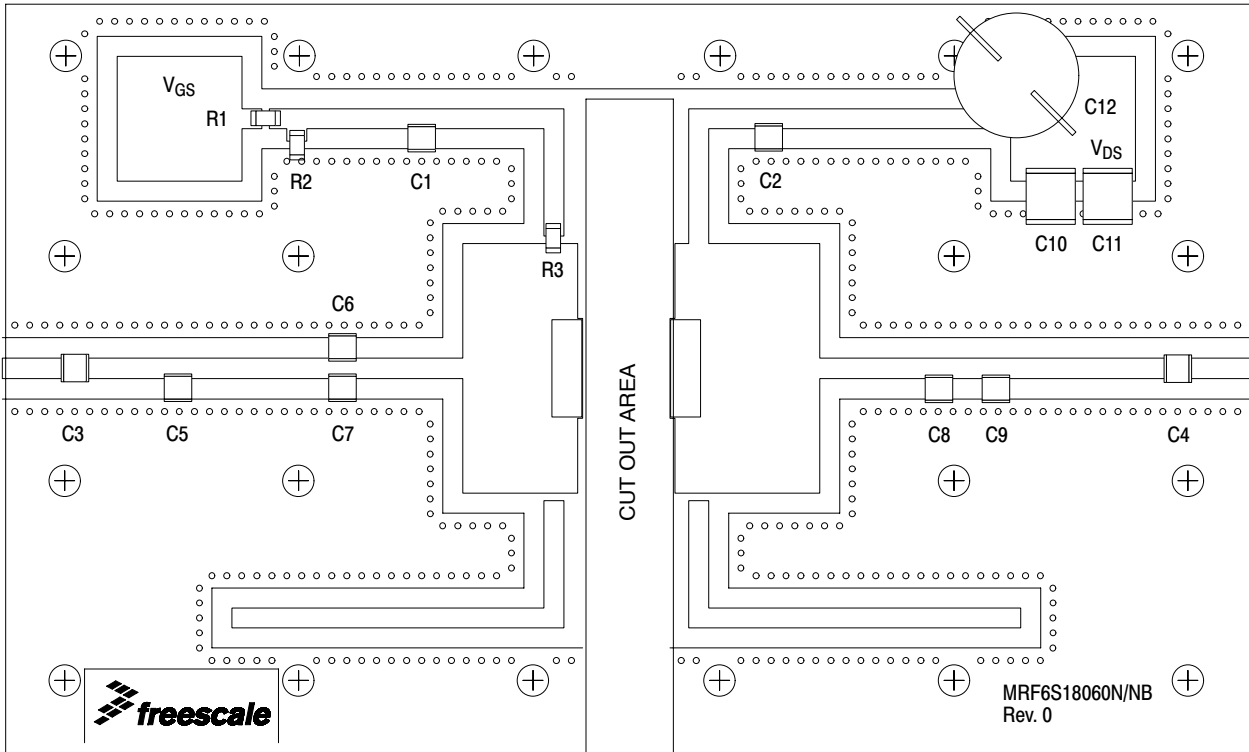 VGS
R1
R2
C1
R3
C2
C12
VDS
C10
C11
C6
C3
C5
C7
CUT OUT AREA
C8
C9
C4
freescale
MRF6S18060N/NB
Rev. 0